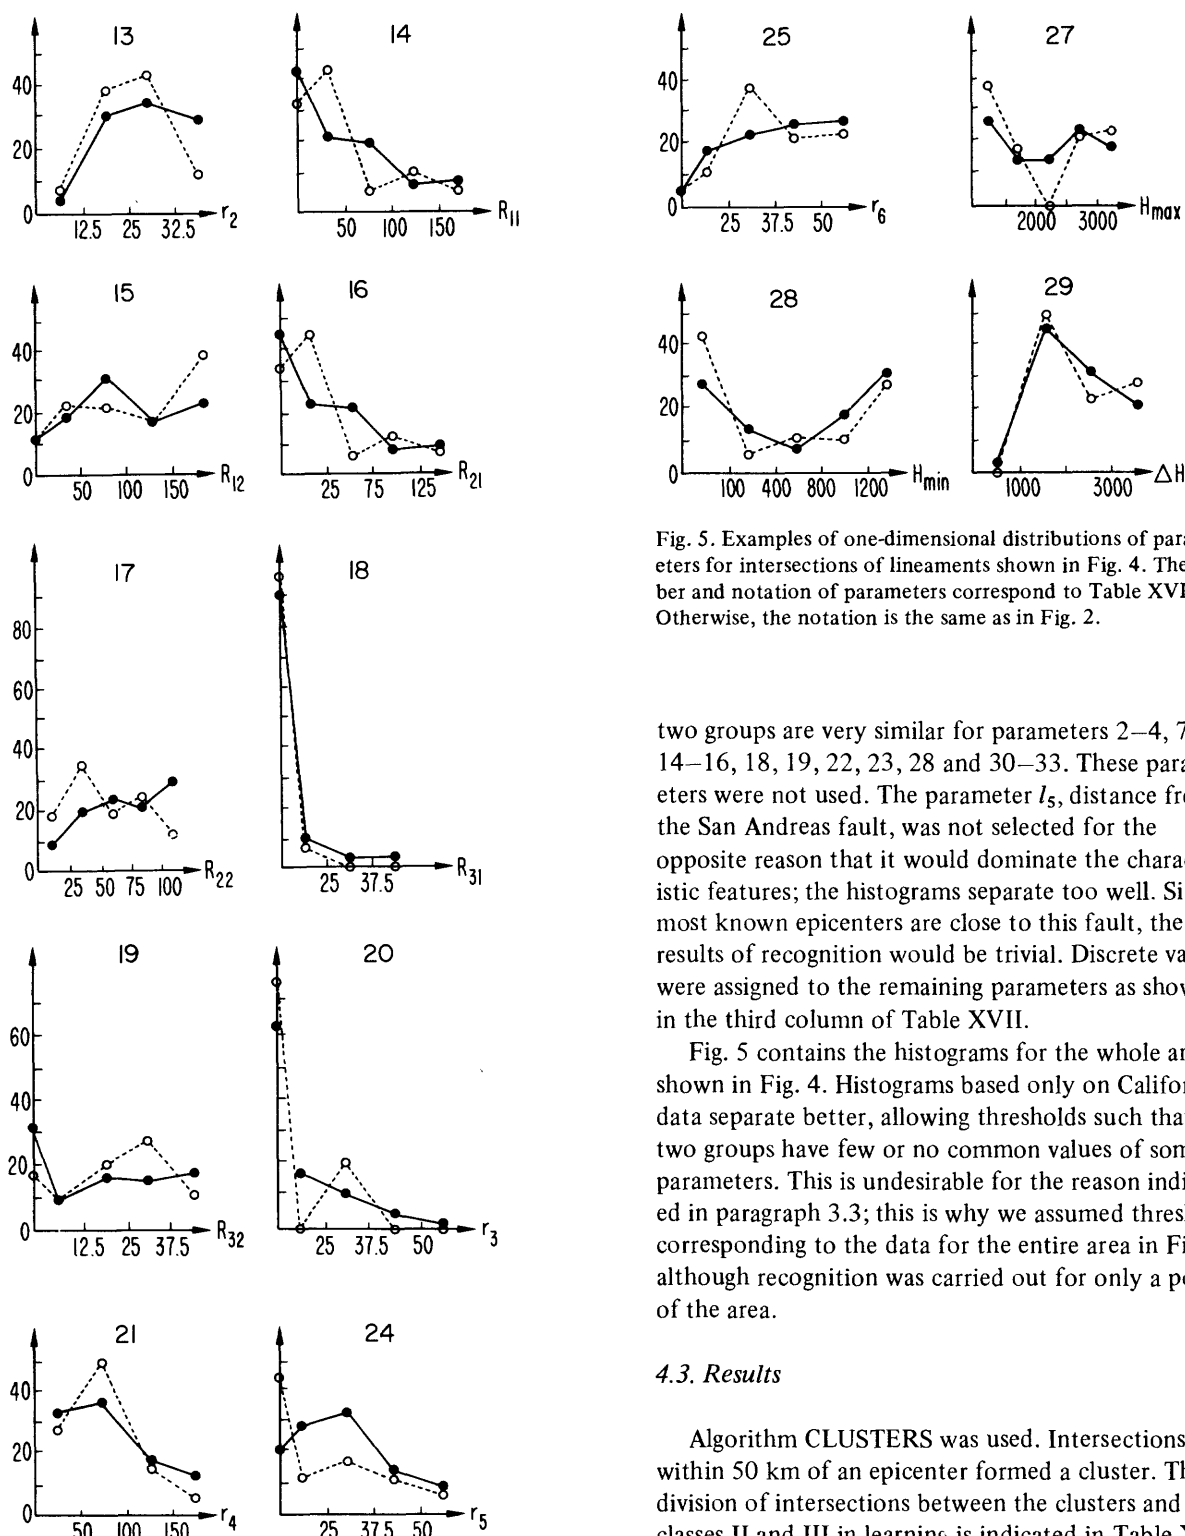 13
40
20
0
12.5 25 32.5 r2
14
50 100 150 R11
15
40
20
0
50 100 150 R12
16
25 75 125 R21
17
80
60
40
20
0
25 50 75 100 R22
18
25 37.5 R31
19
60
40
20
0
12.5 25 37.5 R32
20
25 37.5 50 r3
21
40
20
0
50 100 150 r4
24
25 37.5 50 r5
25
40
20
0
25 37.5 50 r6
27
2000 3000 Hmax
28
40
20
0
100 400 800 1200 Hmin
29
1000 3000 ΔH
Fig. 5. Examples of one-dimensional distributions of para
eters for intersections of lineaments shown in Fig. 4. The
ber and notation of parameters correspond to Table XVI
Otherwise, the notation is the same as in Fig. 2.
two groups are very similar for parameters 2–4, 7
14–16, 18, 19, 22, 23, 28 and 30–33. These para
eters were not used. The parameter l5, distance fr
the San Andreas fault, was not selected for the
opposite reason that it would dominate the charac
istic features; the histograms separate too well. Si
most known epicenters are close to this fault, the
results of recognition would be trivial. Discrete va
were assigned to the remaining parameters as show
in the third column of Table XVII.
Fig. 5 contains the histograms for the whole ar
shown in Fig. 4. Histograms based only on Califor
data separate better, allowing thresholds such tha
two groups have few or no common values of som
parameters. This is undesirable for the reason indi
ed in paragraph 3.3; this is why we assumed thres
corresponding to the data for the entire area in Fi
although recognition was carried out for only a p
of the area.
4.3. Results
Algorithm CLUSTERS was used. Intersections
within 50 km of an epicenter formed a cluster. Th
division of intersections between the clusters and
classes II and III in learning is indicated in Table